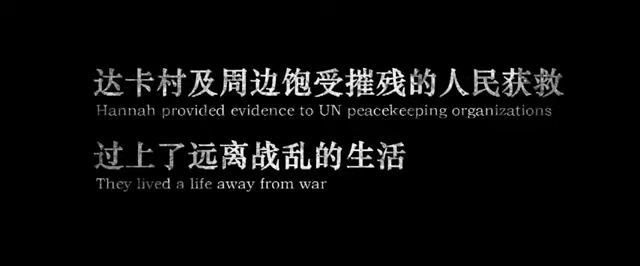 达卡村及周边饱受摧残的人民获救
Hannah provided evidence to UN peacekeeping organizations
过上了远离战乱的生活
They lived a life away from war